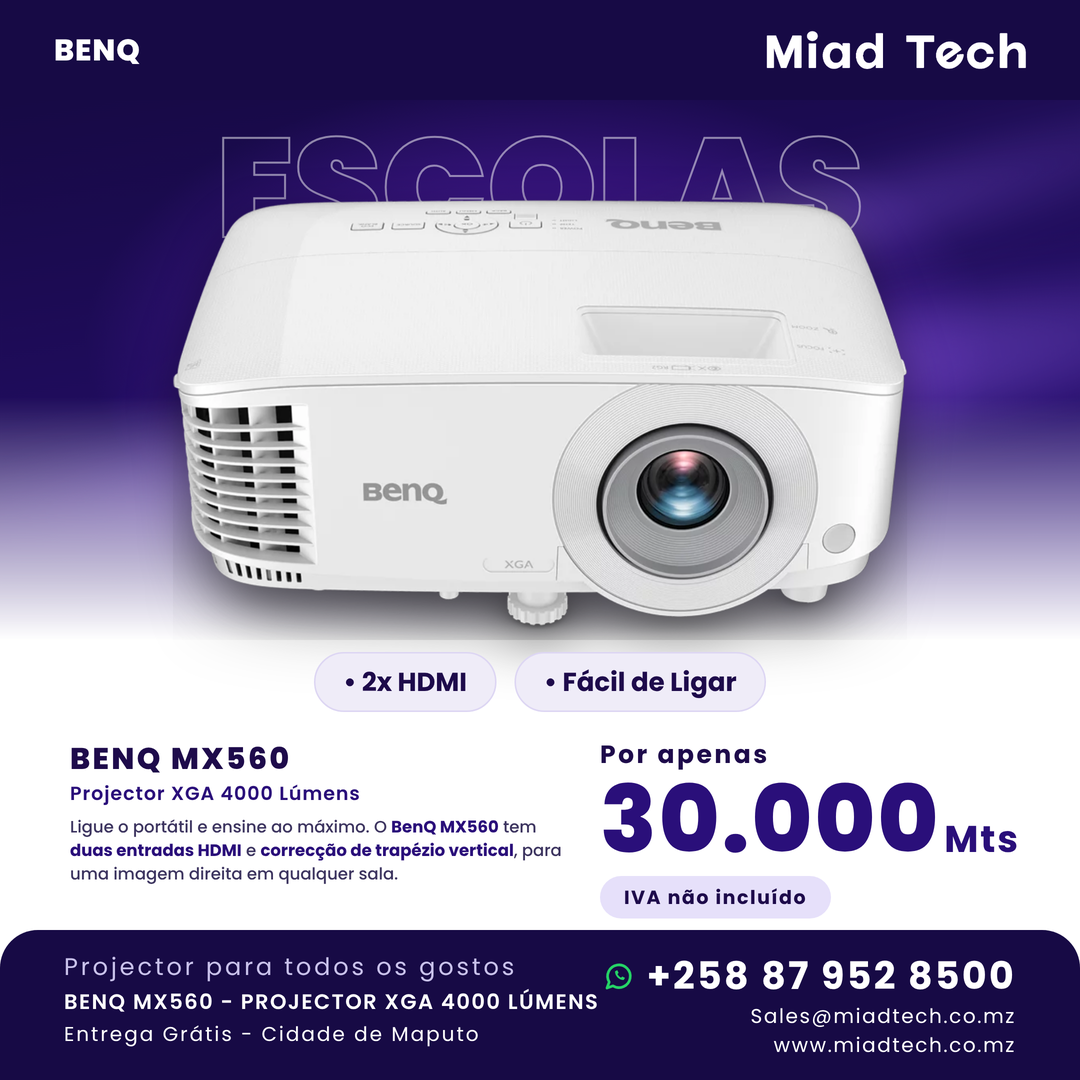 BENQ
Miad Tech
ESCOLAS
BenQ
BenQ
XGA
• 2x HDMI
• Fácil de Ligar
BENQ MX560
Projector XGA 4000 Lúmens
Ligue o portátil e ensine ao máximo. O BenQ MX560 tem
duas entradas HDMI e correcção de trapézio vertical, para
uma imagem direita em qualquer sala.
Por apenas
30.000 Mts
IVA não incluído
Projector para todos os gostos
BENQ MX560 - PROJECTOR XGA 4000 LÚMENS
Entrega Grátis - Cidade de Maputo
+258 87 952 8500
Sales@miadtech.co.mz
www.miadtech.co.mz